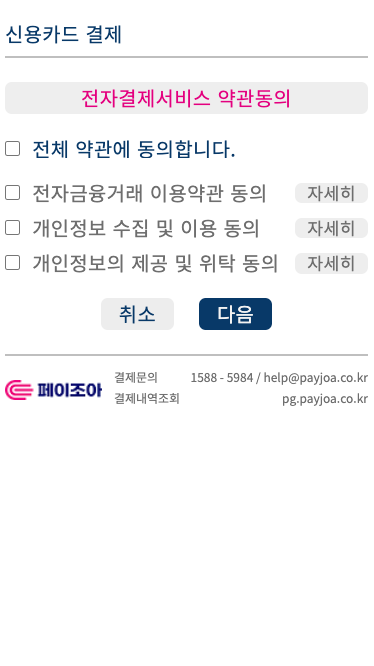 신용카드 결제
전자결제서비스 약관동의
전체 약관에 동의합니다.
전자금융거래 이용약관 동의 자세히
개인정보 수집 및 이용 동의 자세히
개인정보의 제공 및 위탁 동의 자세히
취소 다음
페이조아
결제문의 1588 - 5984 / help@payjoa.co.kr
결제내역조회 pg.payjoa.co.kr